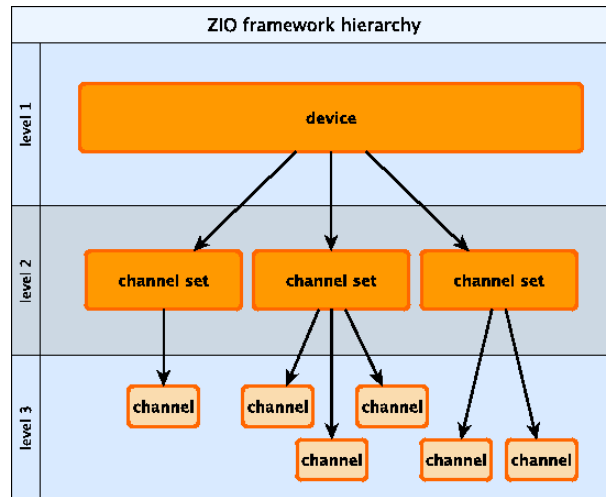 ZIO framework hierarchy
level 1
device
level 2
channel set
channel set
channel set
level 3
channel
channel
channel
channel
channel
channel